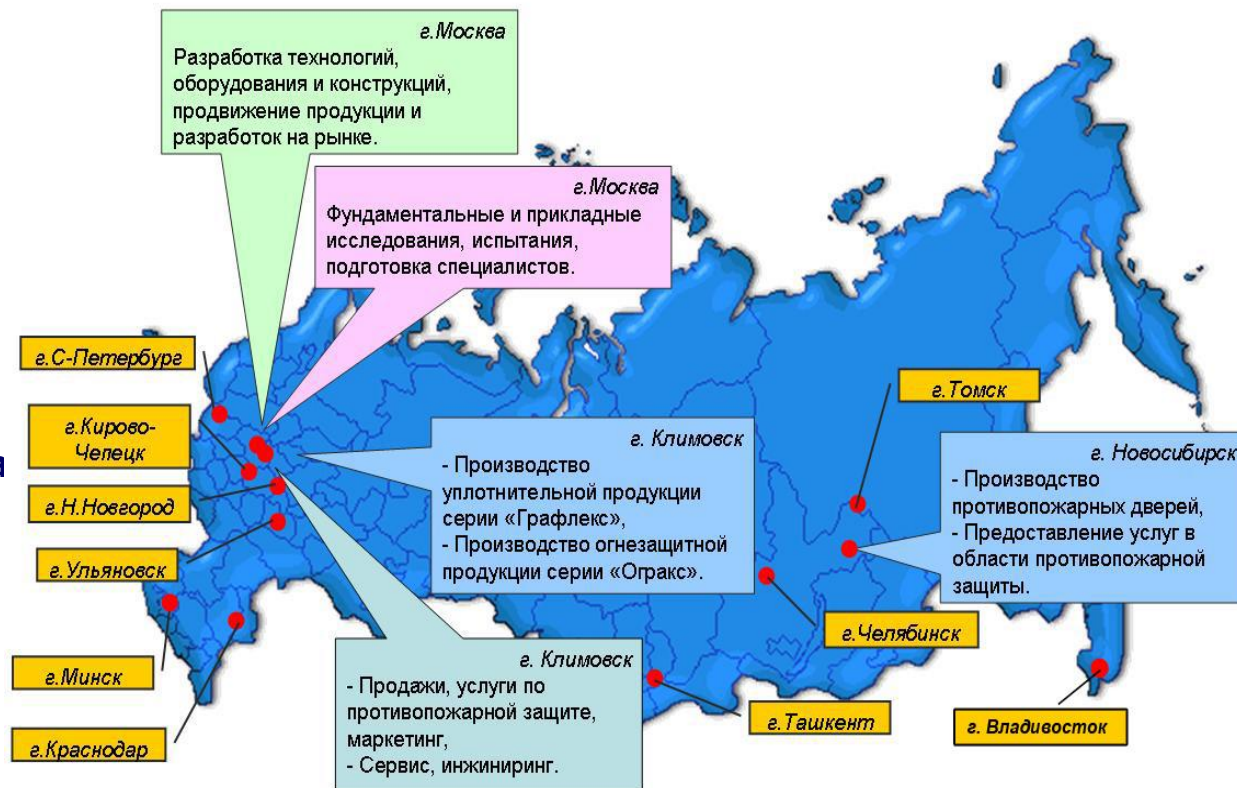 г.Москва
Разработка технологий,
оборудования и конструкций,
продвижение продукции и
разработок на рынке.
г.Москва
Фундаментальные и прикладные
исследования, испытания,
подготовка специалистов.
г.С-Петербург
г.Кирово-
Чепецк
г.Н.Новгород
г.Ульяновск
г.Минск
г.Краснодар
г. Климовск
- Производство
уплотнительной продукции
серии «Графлекс»,
- Производство огнезащитной
продукции серии «Огракс».
г. Климовск
- Продажи, услуги по
противопожарной защите,
маркетинг,
- Сервис, инжиниринг.
г.Томск
г. Новосибирск
- Производство
противопожарных дверей,
- Предоставление услуг в
области противопожарной
защиты.
г.Челябинск
г.Ташкент
г. Владивосток